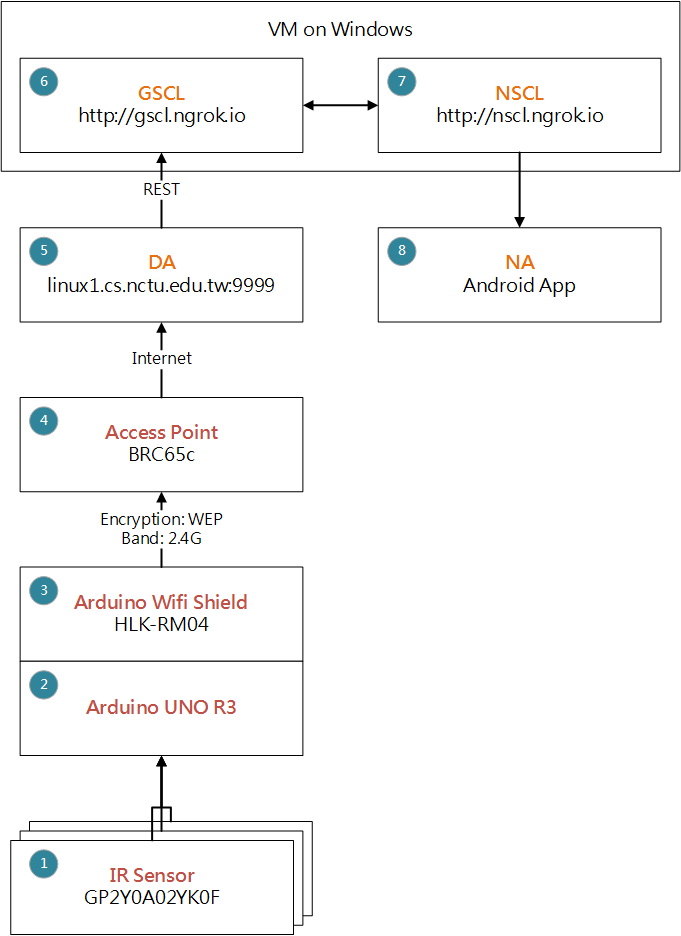 VM on Windows
6
GSCL
http://gscl.ngrok.io
7
NSCL
http://nscl.ngrok.io
REST
5
DA
linux1.cs.nctu.edu.tw:9999
8
NA
Android App
Internet
4
Access Point
BRC65c
Encryption: WEP
Band: 2.4G
3
Arduino Wifi Shield
HLK-RM04
2
Arduino UNO R3
1
IR Sensor
GP2Y0A02YK0F